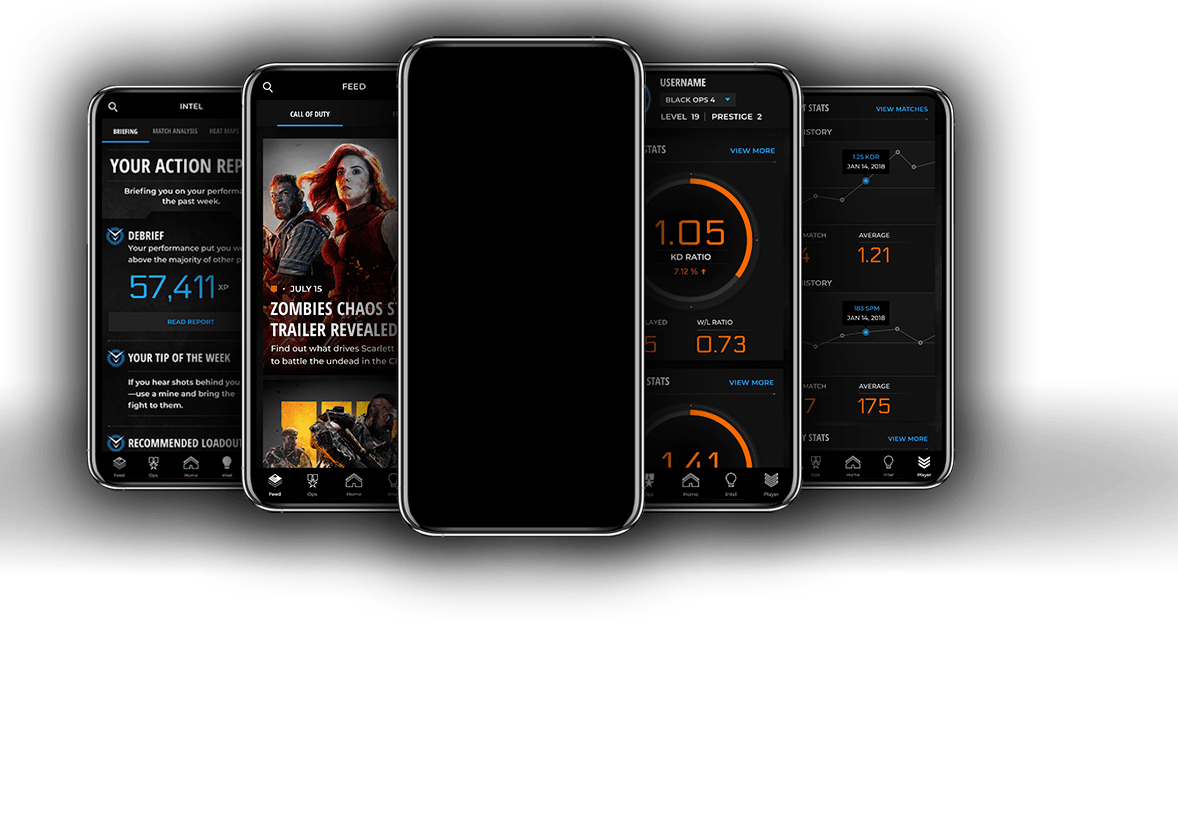 INTEL
BRIEFING
MATCH ANALYSIS
HEAT MAPS
YOUR ACTION REP
Briefing you on your performa
the past week.
DEBRIEF
Your performance put you
above the majority of other p
57,411 XP
READ REPORT
YOUR TIP OF THE WEEK
If you hear shots behind you
—use a mine and bring the
fight to them.
RECOMMENDED LOADOUT
Feed
Ops
Home
Intel
FEED
CALL OF DUTY
JULY 15
ZOMBIES CHAOS ST
TRAILER REVEALED
Find out what drives Scarlett
to battle the undead in the
Feed
Ops
Home
USERNAME
BLACK OPS 4
LEVEL 19 | PRESTIGE 2
STATS
VIEW MORE
1.05
KD RATIO
7.12 %
LAYED
W/L RATIO
5
0.73
STATS
VIEW MORE
1.41
Ops
Home
Intel
Player
STATS
VIEW MATCHES
ISTORY
1.25 KDR
JAN 14, 2018
MATCH
AVERAGE
4
1.21
ISTORY
183 SPM
JAN 14, 2018
MATCH
AVERAGE
7
175
Y STATS
VIEW MORE
Ops
Home
Intel
Player